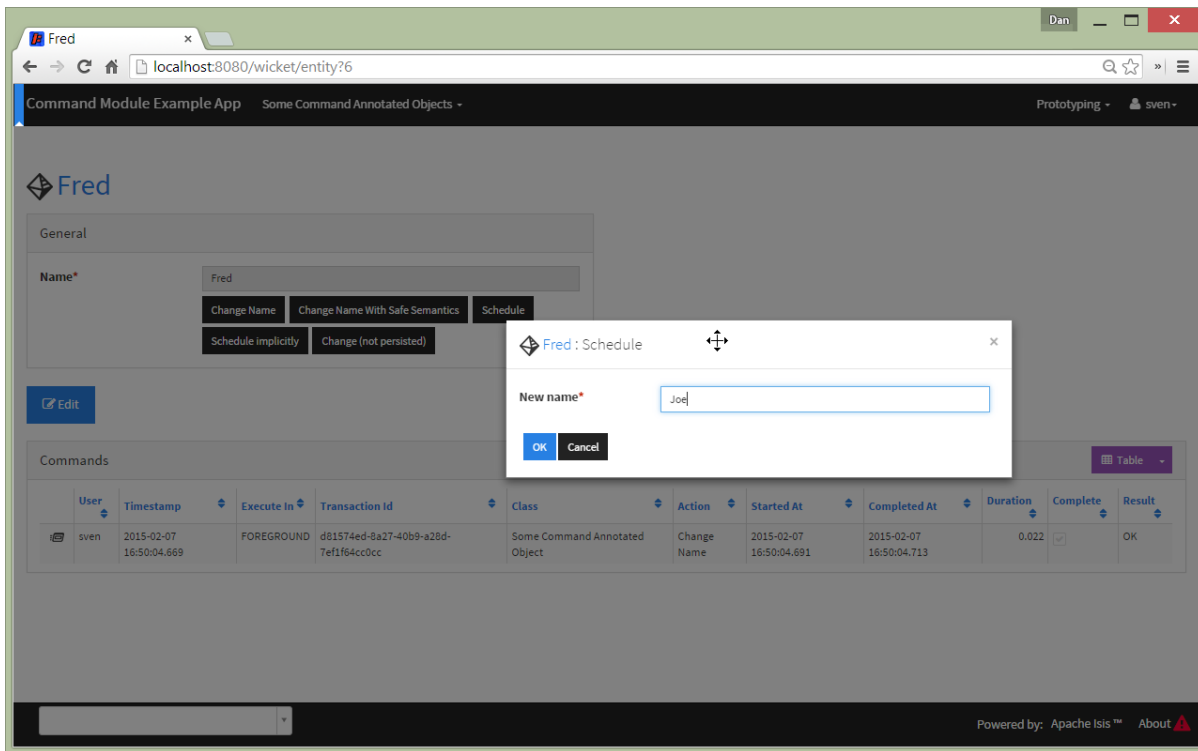 Dan
Fred
localhost:8080/wicket/entity?6
Command Module Example App Some Command Annotated Objects Prototyping sven
Fred
General
Name* Fred
Change Name Change Name With Safe Semantics Schedule
Schedule implicitly Change (not persisted)
Fred : Schedule
New name* Joe
OK Cancel
Edit
Commands Table
User Timestamp Execute In Transaction Id Class Action Started At Completed At Duration Complete Result
sven 2015-02-07 FOREGROUND d81574ed-8a27-40b9-a28d- Some Command Annotated Change 2015-02-07 2015-02-07 0.022 OK
16:50:04.669 7ef1f64cc0cc Object Name 16:50:04.691 16:50:04.713
Powered by: Apache Isis™ About